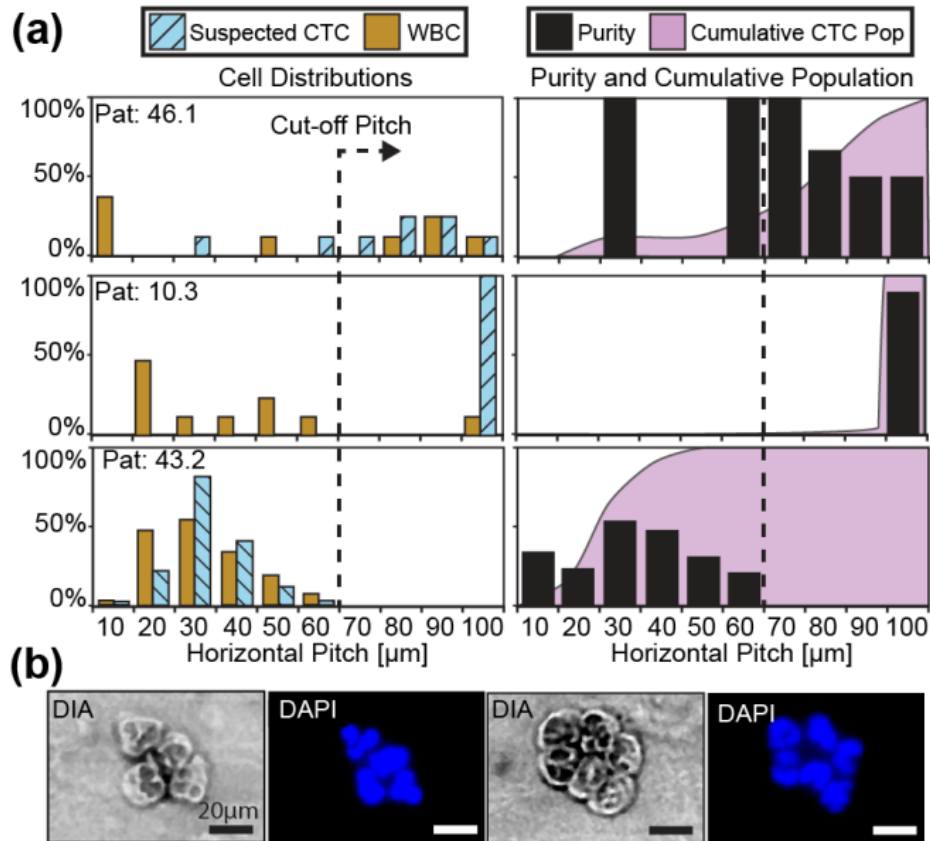 (a)
Suspected CTC WBC
Purity Cumulative CTC Pop
Cell Distributions
Purity and Cumulative Population
100%
50%
0%
Pat: 46.1
Cut-off Pitch
100%
50%
0%
Pat: 10.3
100%
50%
0%
Pat: 43.2
10 20 30 40 50 60 70 80 90 100
Horizontal Pitch [µm]
10 20 30 40 50 60 70 80 90 100
Horizontal Pitch [µm]
(b)
DIA
20µm
DAPI
DIA
DAPI